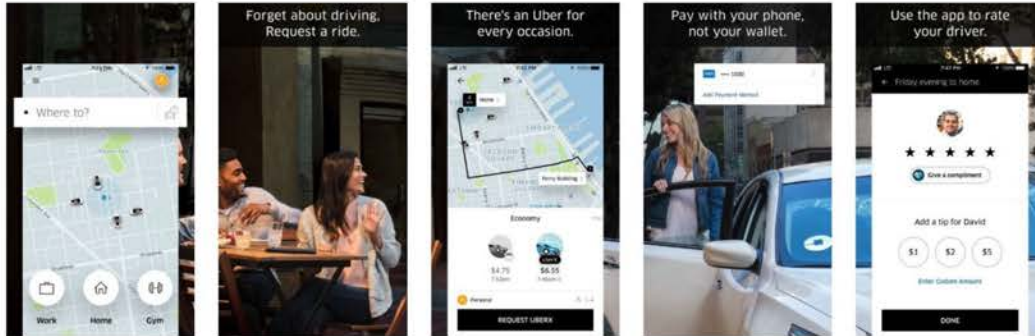 Where to?
Work
Home
Gym
Forget about driving,
Request a ride.
There's an Uber for
every occasion.
Home
Ferry Building
Economy
$4.75
$6.55
Personal
REQUEST UBERX
Pay with your phone,
not your wallet.
Add Payment Method
Use the app to rate
your driver.
Friday evening to home
Give a compliment
Add a tip for David
$1
$2
$5
Enter Custom Amount
DONE